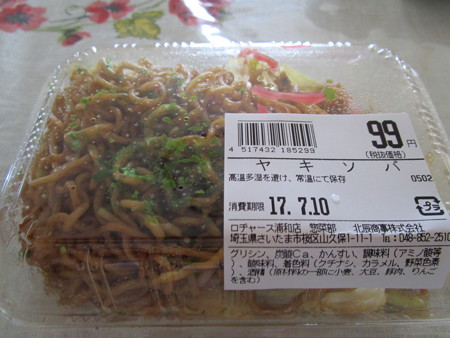 4 517432 185299
99円
(税抜価格)
ヤキソバ
高温多湿を避け、常温にて保存
0502
消費期限 17.7.10
プラ
ロヂャース浦和店 惣菜部 北辰商事株式会社
埼玉県さいたま市桜区山久保1-11-1 Tel:048-852-2510
グリシン、炭酸Ca、かんすい、調味料(アミノ酸等
)、酸味料、着色料(クチナシ、カラメル、野菜色素
)、酒精(原材料の一部に小麦、大豆、豚肉、りんご
を含む)